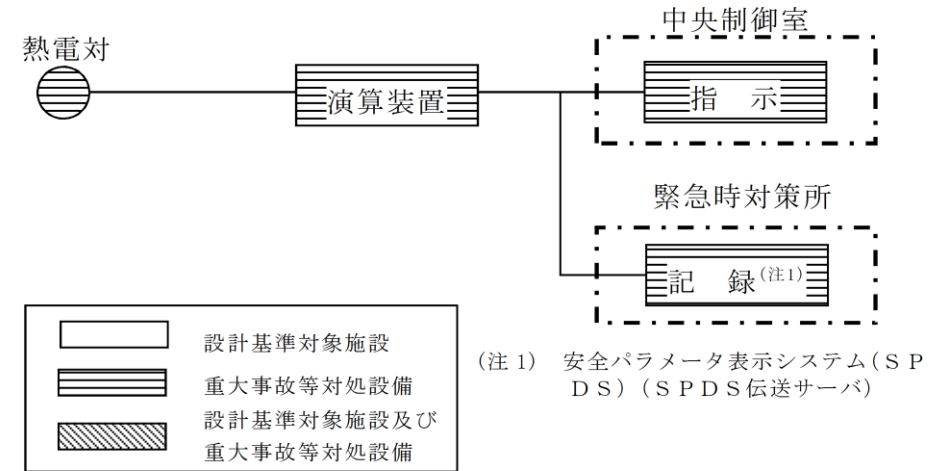 中央制御室
熱電対
演算装置
指 示
緊急時対策所
記 録(注1)
設計基準対象施設
重大事故等対処設備
設計基準対象施設及び
重大事故等対処設備
(注1) 安全パラメータ表示システム(SP
DS)(SPDS伝送サーバ)